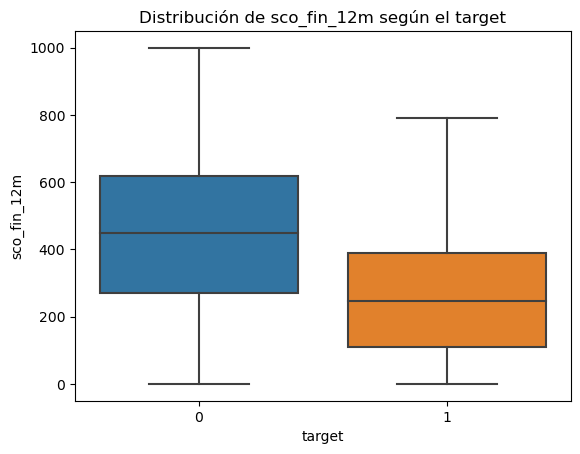 Distribución de sco_fin_12m según el target
1000
800
600
400
200
0
sco_fin_12m
0
1
target